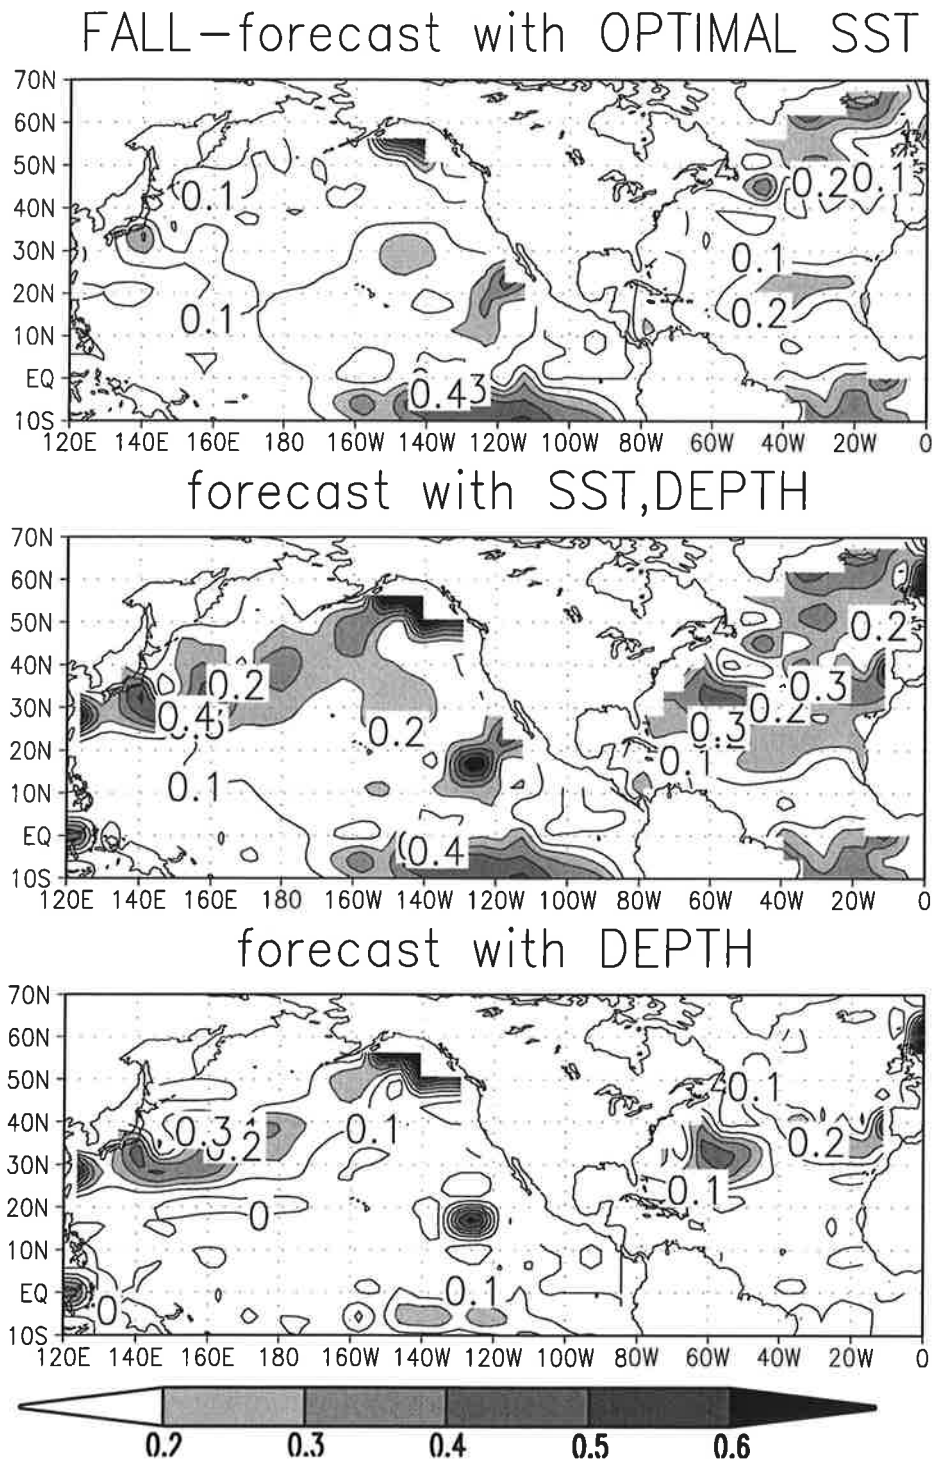 FALL-forecast with OPTIMAL SST
70N
60N
50N
40N
30N
20N
10N
EQ
10S
0.1
0.1
0.2
0.1
0.1
0.2
0.43
120E 140E 160E 180 160W 140W 120W 100W 80W 60W 40W 20W 0
forecast with SST,DEPTH
70N
60N
50N
40N
30N
20N
10N
EQ
10S
0.2
0.2
0.3
0.2
0.3
0.2
0.1
0.1
0.4
120E 140E 160E 180 160W 140W 120W 100W 80W 60W 40W 20W 0
forecast with DEPTH
70N
60N
50N
40N
30N
20N
10N
EQ
10S
0.1
0.3
0.2
0.1
0.2
0.1
0
0.1
0
120E 140E 160E 180 160W 140W 120W 100W 80W 60W 40W 20W 0
0.2 0.3 0.4 0.5 0.6